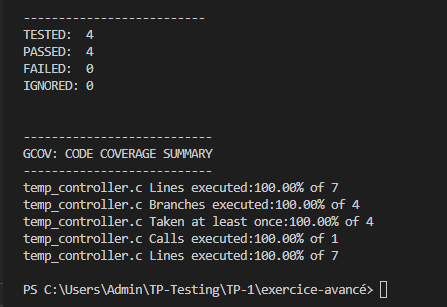 --------------------------
TESTED:  4
PASSED:  4
FAILED:  0
IGNORED: 0
---------------------------
GCOV: CODE COVERAGE SUMMARY
---------------------------
temp_controller.c Lines executed:100.00% of 7
temp_controller.c Branches executed:100.00% of 4
temp_controller.c Taken at least once:100.00% of 4
temp_controller.c Calls executed:100.00% of 1
temp_controller.c Lines executed:100.00% of 7
PS C:\Users\Admin\TP-Testing\TP-1\exercice-avancé>